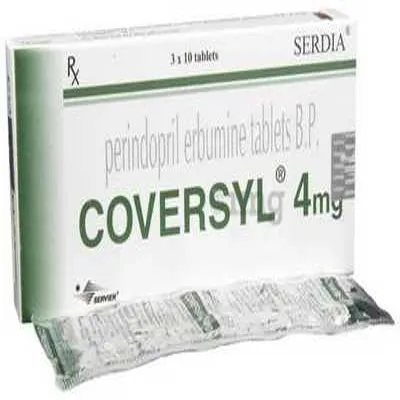 Rx
3 x 10 tablets
SERDIA®
perindopril erbumine tablets B.P.
COVERSYL® 4mg
SERVIER